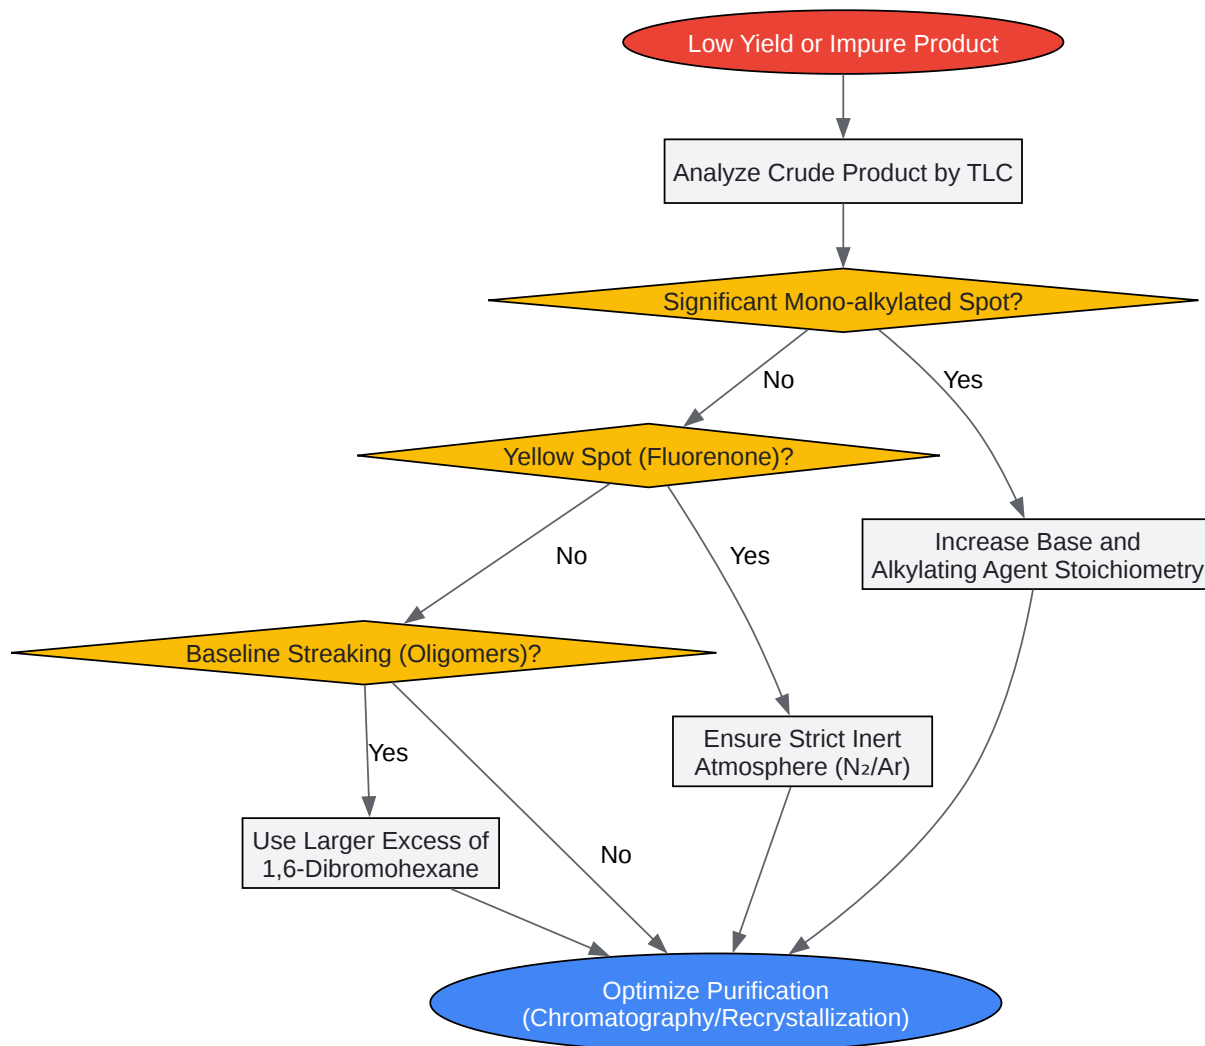 Low Yield or Impure Product
Analyze Crude Product by TLC
Significant Mono-alkylated Spot?
No
Yes
Yellow Spot (Fluorenone)?
Increase Base and
Alkylating Agent Stoichiometry
No
Yes
Baseline Streaking (Oligomers)?
Ensure Strict Inert
Atmosphere (N₂/Ar)
Yes
Use Larger Excess of
1,6-Dibromohexane
No
Optimize Purification
(Chromatography/Recrystallization)